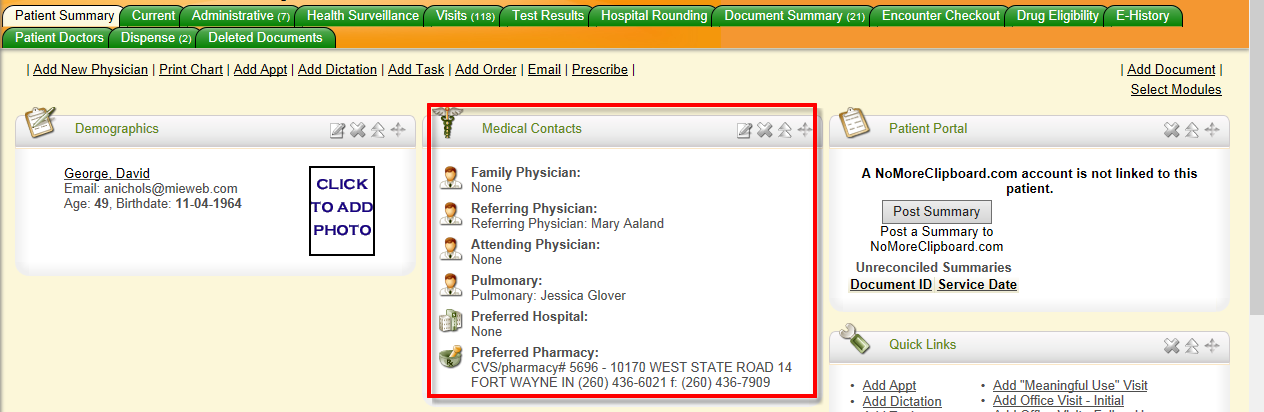 Patient Summary Current Administrative (7) Health Surveillance Visits (118) Test Results Hospital Rounding Document Summary (21) Encounter Checkout Drug Eligibility E-History
Patient Doctors Dispense (2) Deleted Documents
| Add New Physician | Print Chart | Add Appt | Add Dictation | Add Task | Add Order | Email | Prescribe |
| Add Document |
Select Modules
Demographics
George, David
Email: anichols@mieweb.com
Age: 49, Birthdate: 11-04-1964
CLICK
TO ADD
PHOTO
Medical Contacts
Family Physician:
None
Referring Physician:
Referring Physician: Mary Aaland
Attending Physician:
None
Pulmonary:
Pulmonary: Jessica Glover
Preferred Hospital:
None
Preferred Pharmacy:
CVS/pharmacy# 5696 - 10170 WEST STATE ROAD 14
FORT WAYNE IN (260) 436-6021 f: (260) 436-7909
Patient Portal
A NoMoreClipboard.com account is not linked to this
patient.
Post Summary
Post a Summary to
NoMoreClipboard.com
Unreconciled Summaries
Document ID Service Date
Quick Links
• Add Appt
• Add Dictation
• Add "Meaningful Use" Visit
• Add Office Visit - Initial